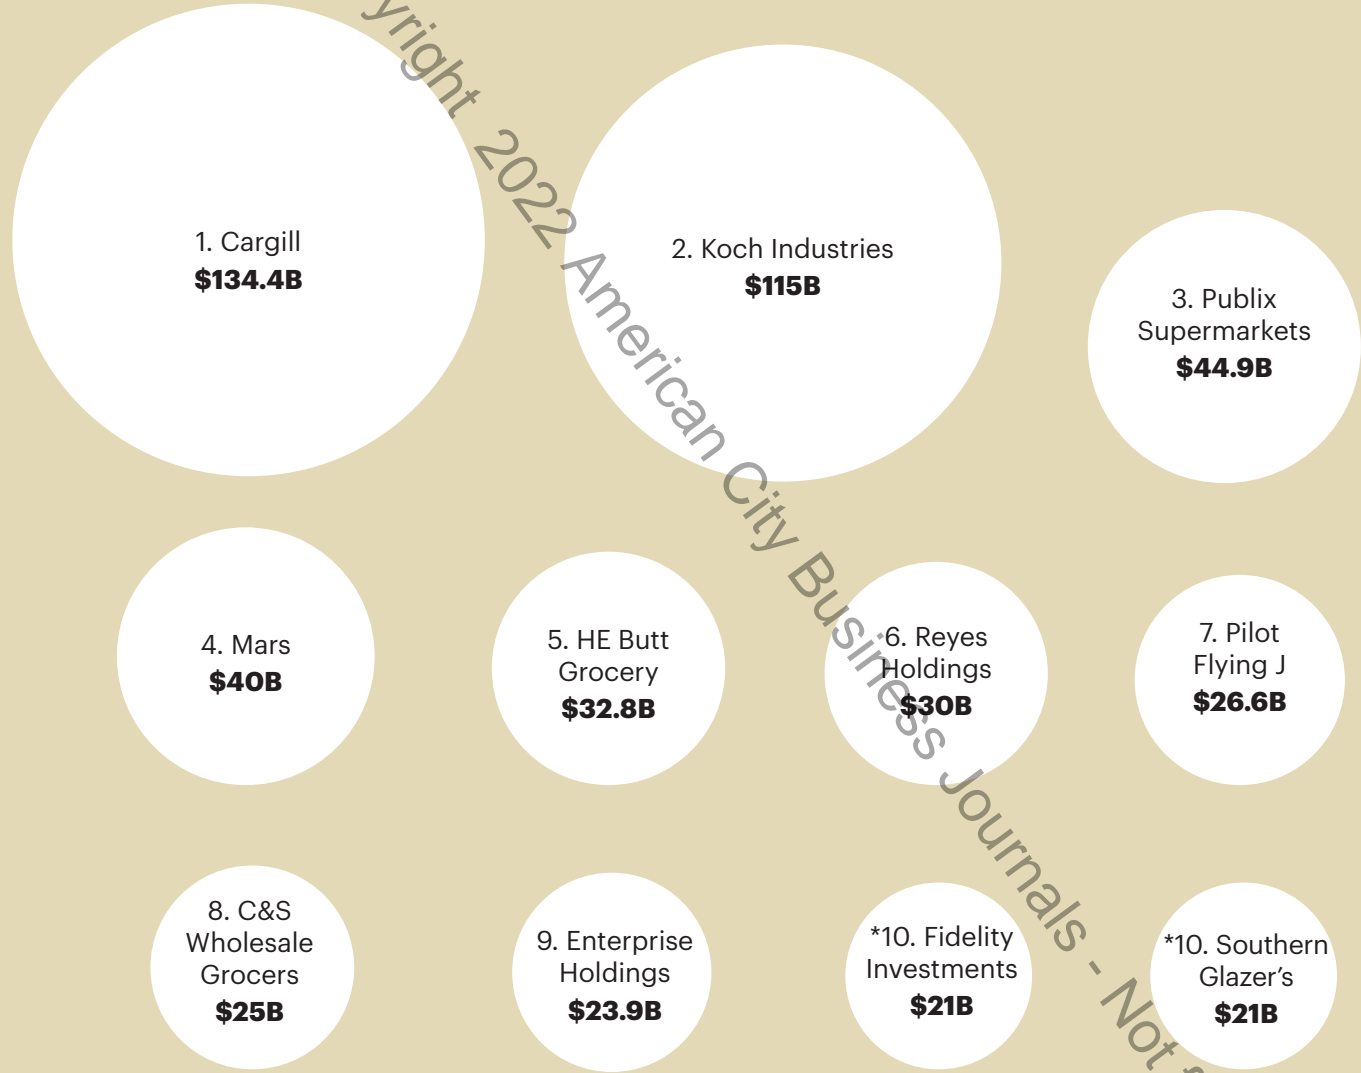 1. Cargill
$134.4B
2. Koch Industries
$115B
3. Publix
Supermarkets
$44.9B
4. Mars
$40B
5. HE Butt
Grocery
$32.8B
6. Reyes
Holdings
$30B
7. Pilot
Flying J
$26.6B
8. C&S
Wholesale
Grocers
$25B
9. Enterprise
Holdings
$23.9B
*10. Fidelity
Investments
$21B
*10. Southern
Glazer’s
$21B
yright 2022 American City Business Journals - Not f